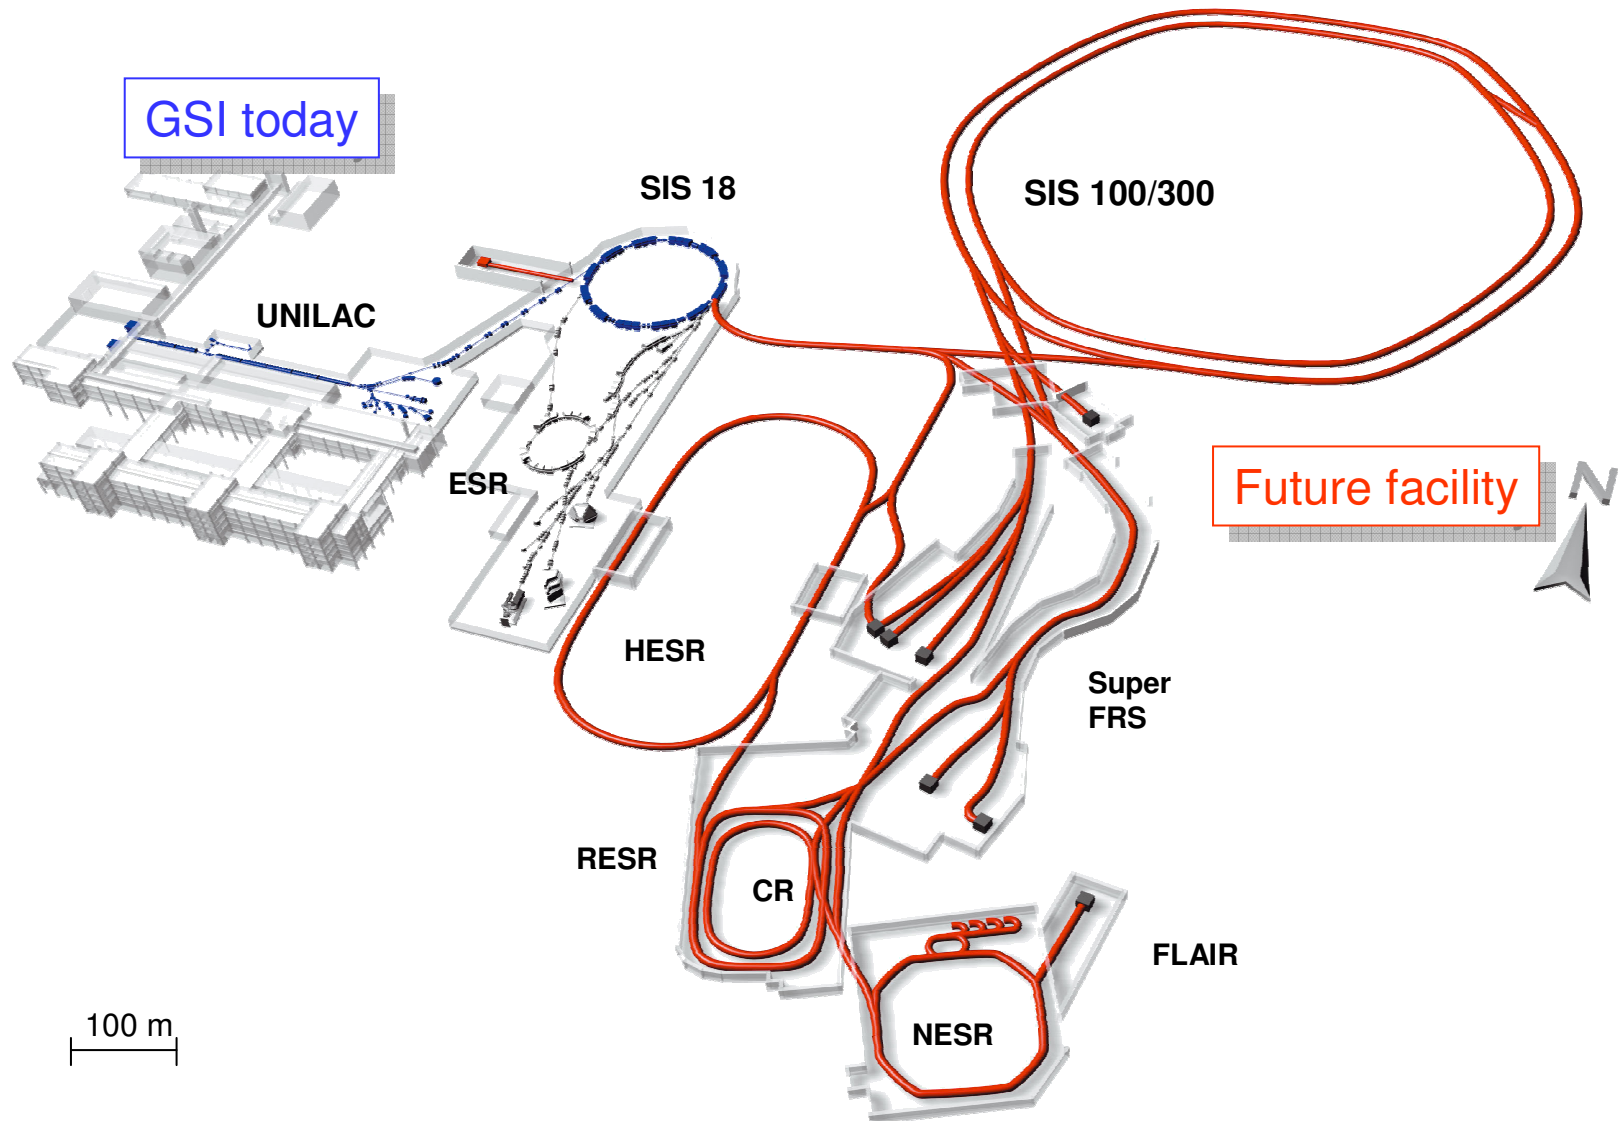 GSI today
SIS 18
SIS 100/300
UNILAC
ESR
Future facility
N
HESR
Super
FRS
RESR
CR
FLAIR
NESR
100 m